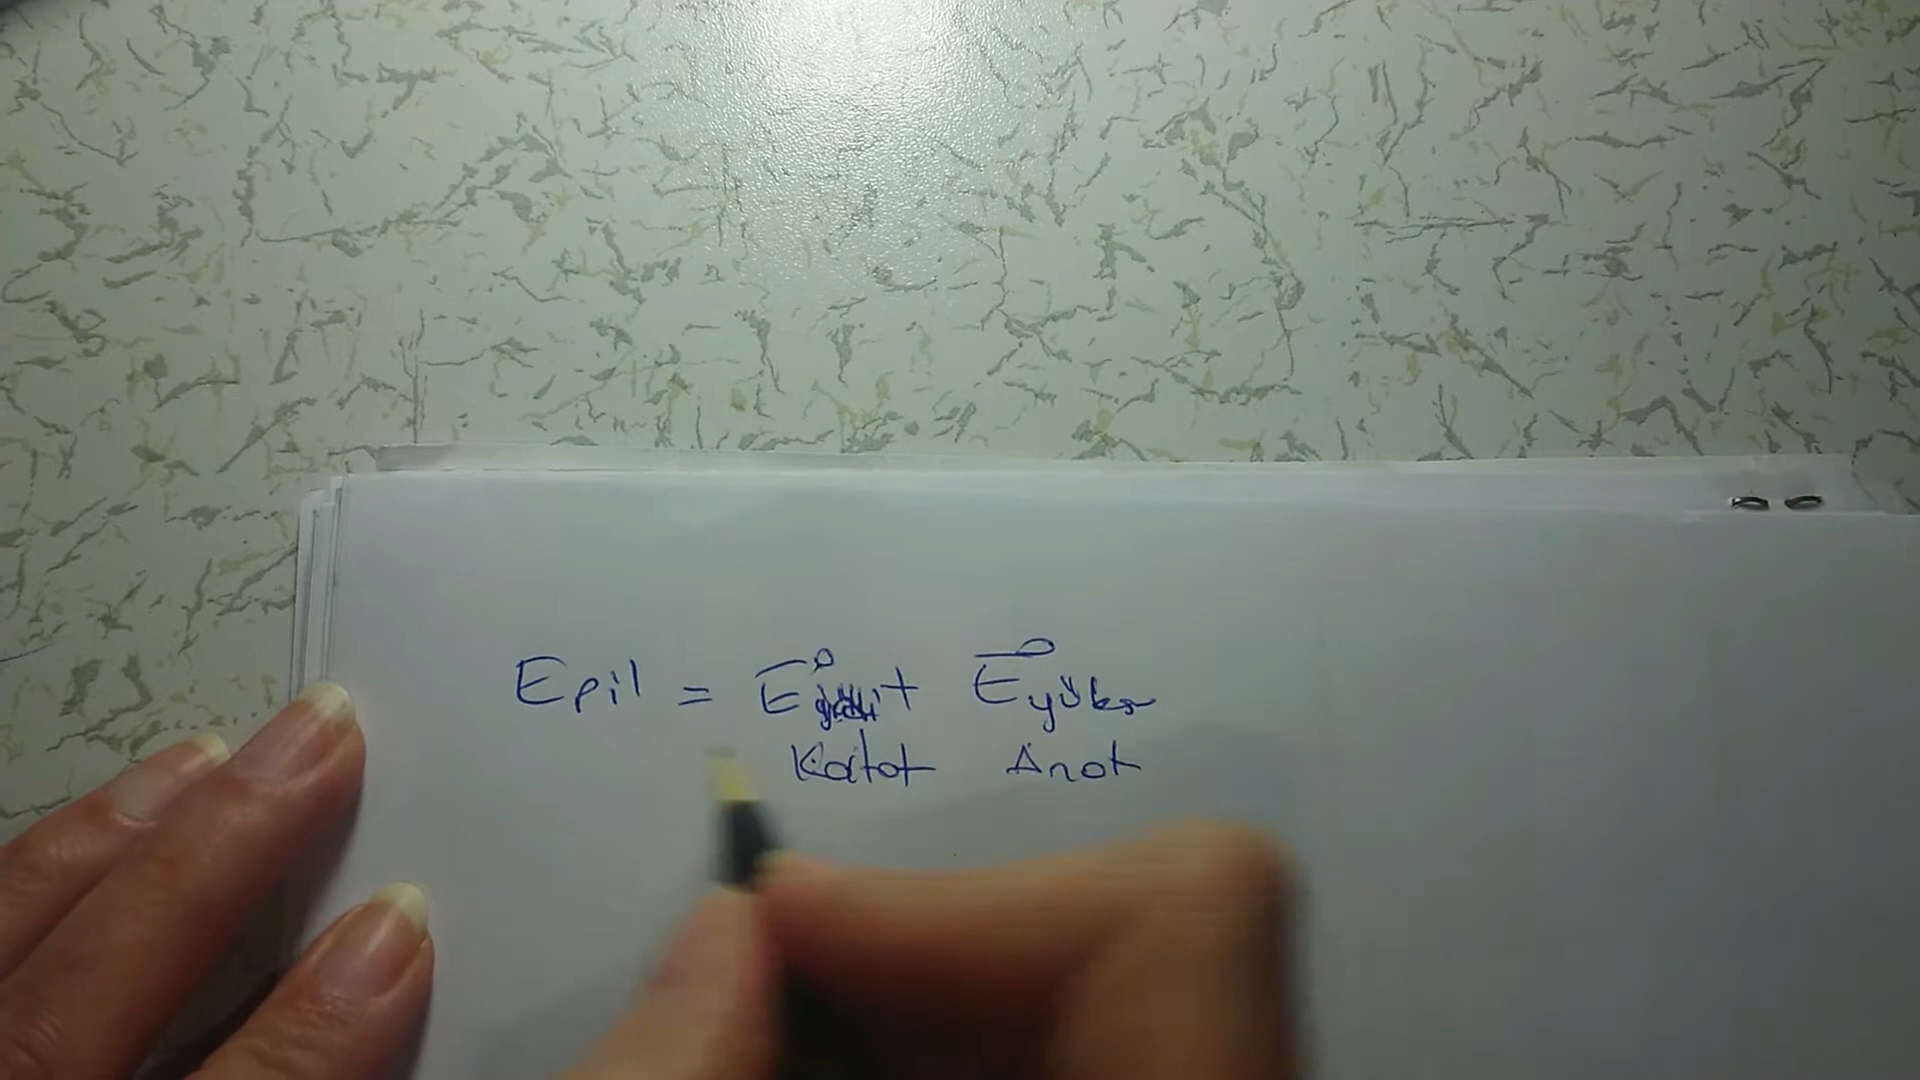 Epil = E° + E°yüks
Katot Anot